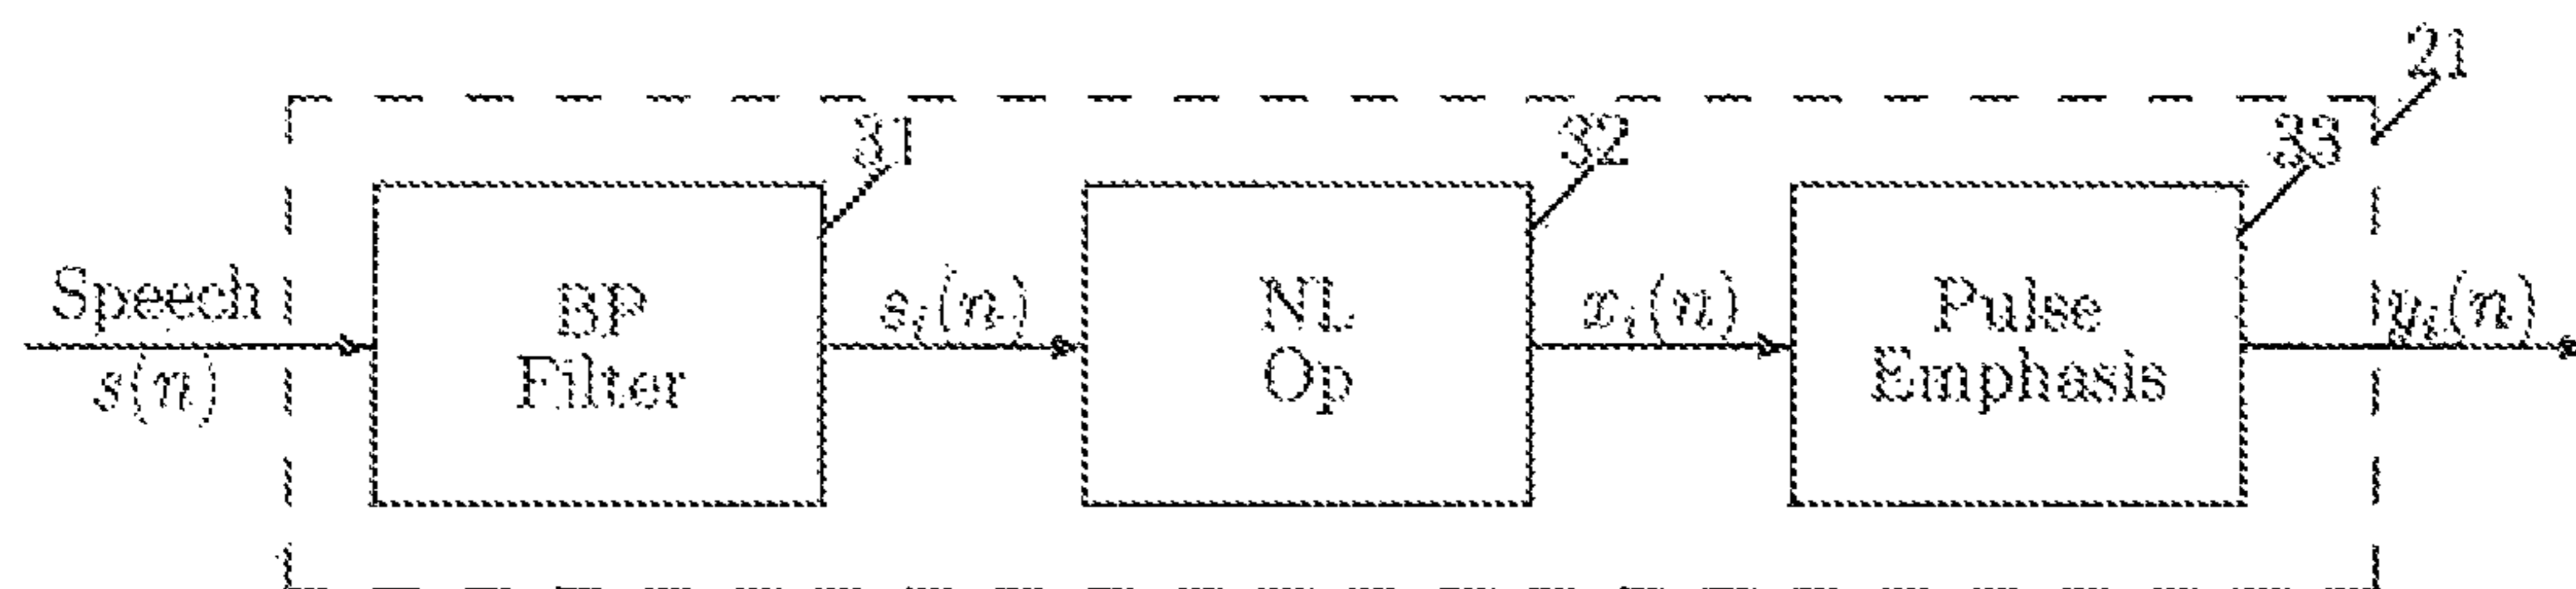 21
31
32
33
Speech
s(n)
BP
Filter
s_i(n)
NL
Op
x_i(n)
Pulse
Emphasis
y_i(n)